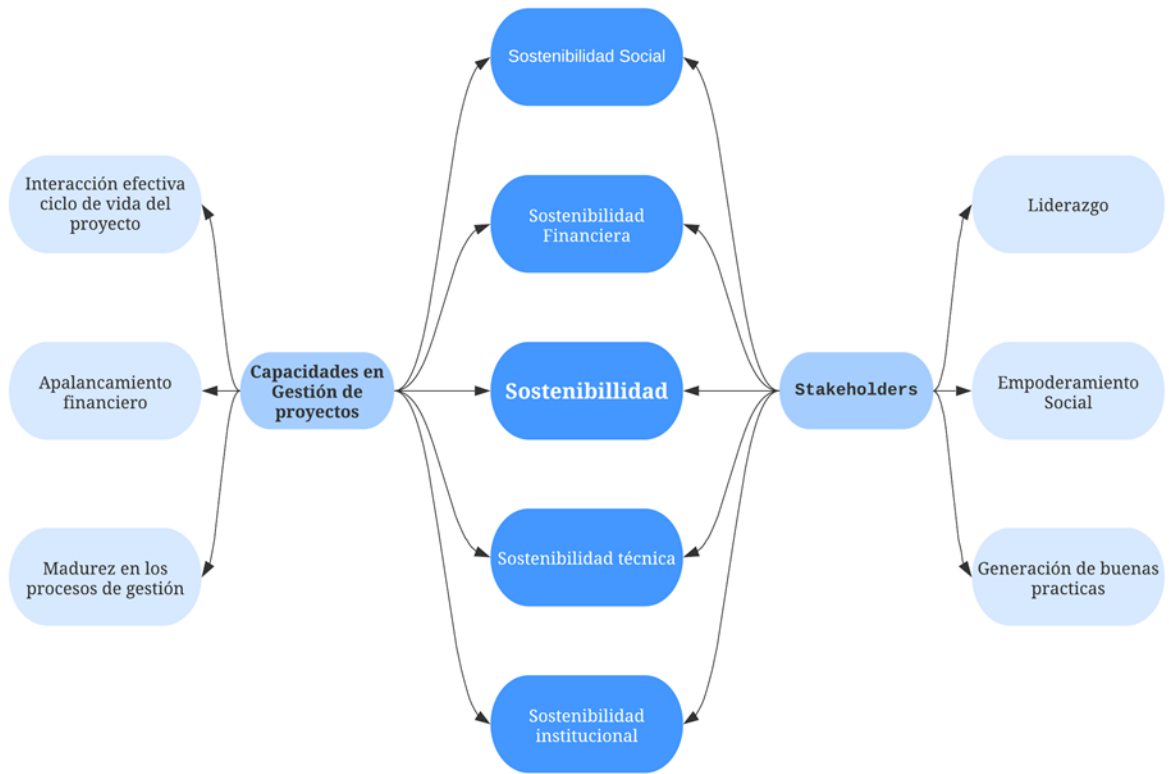 Sostenibilidad Social
Interacción efectiva
ciclo de vida del
proyecto
Sostenibilidad
Financiera
Liderazgo
Apalancamiento
financiero
Capacidades en
Gestión de
proyectos
Sostenibillidad
Stakeholders
Empoderamiento
Social
Madurez en los
procesos de gestión
Sostenibilidad técnica
Generación de buenas
practicas
Sostenibilidad
institucional